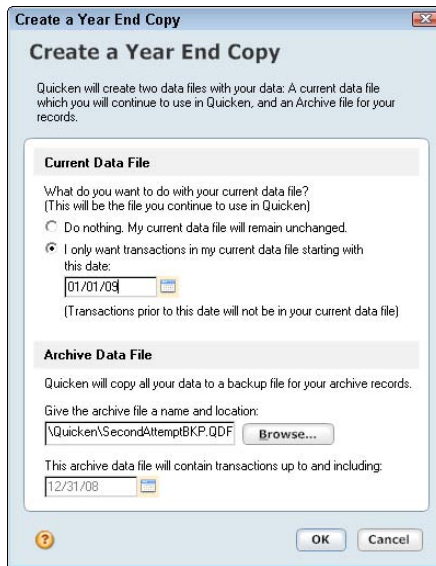 Create a Year End Copy
Create a Year End Copy
Quicken will create two data files with your data: A current data file
which you will continue to use in Quicken, and an Archive file for your
records.
Current Data File
What do you want to do with your current data file?
(This will be the file you continue to use in Quicken)
Do nothing. My current data file will remain unchanged.
I only want transactions in my current data file starting with
this date:
01/01/09
(Transactions prior to this date will not be in your current data file)
Archive Data File
Quicken will copy all your data to a backup file for your archive records.
Give the archive file a name and location:
\Quicken\SecondAttemptBKP.QDF Browse...
This archive data file will contain transactions up to and including:
12/31/08
? OK Cancel